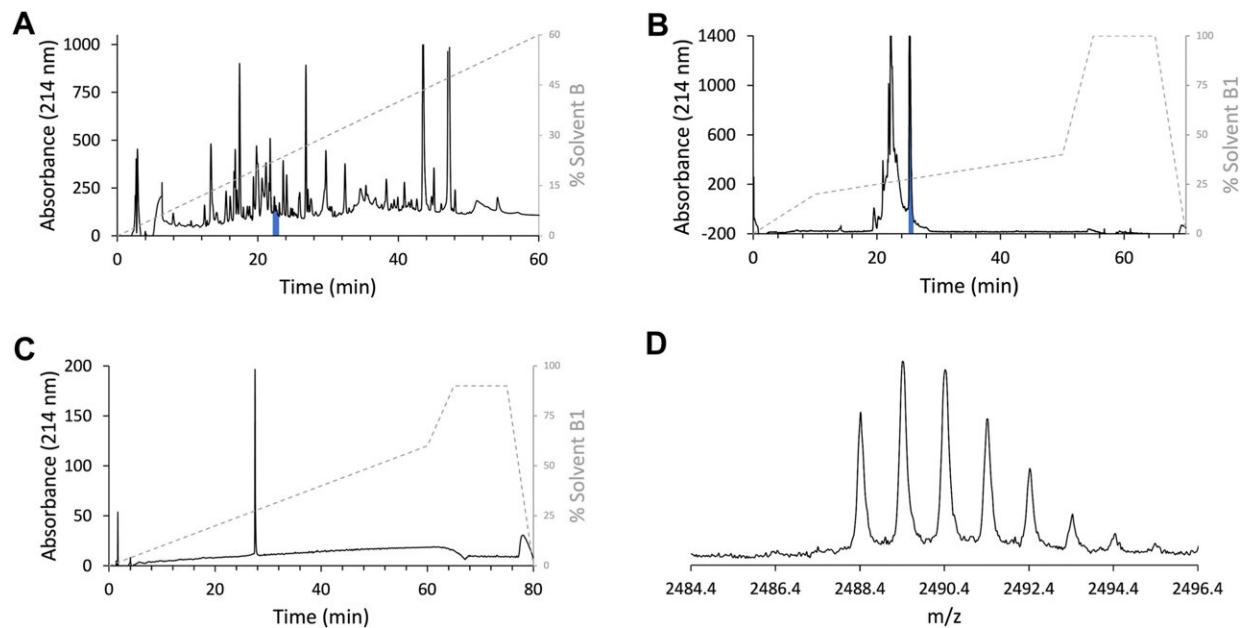 A
Absorbance (214 nm)
1000
750
500
250
0
0 20 40 60
Time (min)
60
45
30
15
0
% Solvent B
B
Absorbance (214 nm)
1400
1000
600
200
-200
0 20 40 60
Time (min)
100
75
50
25
0
% Solvent B1
C
Absorbance (214 nm)
200
150
100
50
0
0 20 40 60 80
Time (min)
100
75
50
25
0
% Solvent B1
D
2484.4 2486.4 2488.4 2490.4 2492.4 2494.4 2496.4
m/z